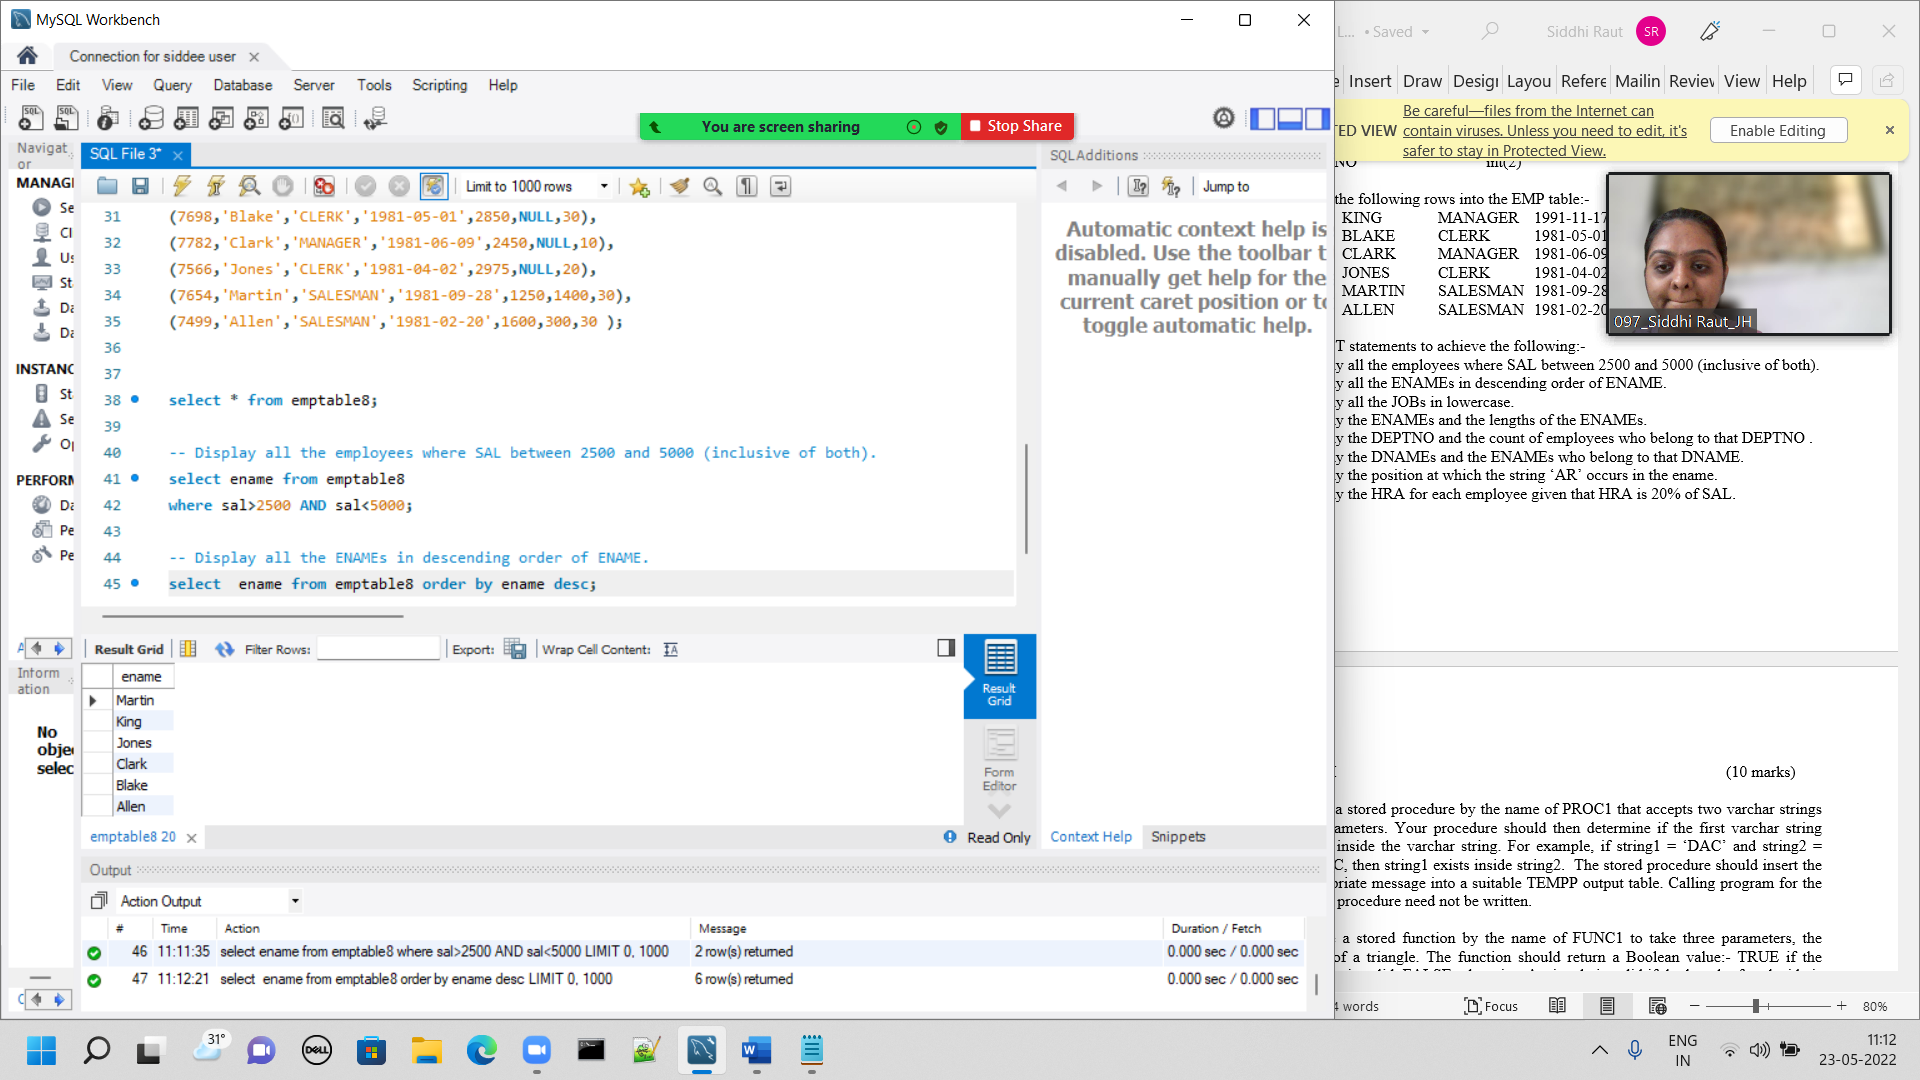 MySQL Workbench
Connection for siddee user
File Edit View Query Database Server Tools Scripting Help
You are screen sharing
Stop Share
Navigat
or
MANAG
Se
Cl
Us
St
Da
Da
INSTANC
St
Se
Op
PERFORM
Da
Pe
Pe
Inform
ation
No
obje
selec
SQL File 3*
Limit to 1000 rows
31 (7698,'Blake','CLERK','1981-05-01',2850,NULL,30),
32 (7782,'Clark','MANAGER','1981-06-09',2450,NULL,10),
33 (7566,'Jones','CLERK','1981-04-02',2975,NULL,20),
34 (7654,'Martin','SALESMAN','1981-09-28',1250,1400,30),
35 (7499,'Allen','SALESMAN','1981-02-20',1600,300,30 );
36
37
38 select * from emptable8;
39
40 -- Display all the employees where SAL between 2500 and 5000 (inclusive of both).
41 select ename from emptable8
42 where sal>2500 AND sal<5000;
43
44 -- Display all the ENAMEs in descending order of ENAME.
45 select  ename from emptable8 order by ename desc;
Result Grid Filter Rows: Export: Wrap Cell Content:
ename
Martin
King
Jones
Clark
Blake
Allen
Result
Grid
Form
Editor
emptable8 20
Read Only
Output
Action Output
# Time Action Message Duration / Fetch
46 11:11:35 select ename from emptable8 where sal>2500 AND sal<5000 LIMIT 0, 1000 2 row(s) returned 0.000 sec / 0.000 sec
47 11:12:21 select  ename from emptable8 order by ename desc LIMIT 0, 1000 6 row(s) returned 0.000 sec / 0.000 sec
SQLAdditions
Jump to
Automatic context help is
disabled. Use the toolbar t
manually get help for the
current caret position or to
toggle automatic help.
Context Help Snippets
L... • Saved
Siddhi Raut SR
e Insert Draw Desig Layou Refere Mailin Review View Help
TED VIEW Be careful—files from the Internet can contain viruses. Unless you need to edit, it's safer to stay in Protected View.
Enable Editing
NO int(2)
the following rows into the EMP table:-
KING MANAGER 1991-11-17
BLAKE CLERK 1981-05-01
CLARK MANAGER 1981-06-09
JONES CLERK 1981-04-02
MARTIN SALESMAN 1981-09-28
ALLEN SALESMAN 1981-02-20
097_Siddhi Raut_JH
T statements to achieve the following:-
y all the employees where SAL between 2500 and 5000 (inclusive of both).
y all the ENAMEs in descending order of ENAME.
y all the JOBs in lowercase.
y the ENAMEs and the lengths of the ENAMEs.
y the DEPTNO and the count of employees who belong to that DEPTNO .
y the DNAMEs and the ENAMEs who belong to that DNAME.
y the position at which the string ‘AR’ occurs in the ename.
y the HRA for each employee given that HRA is 20% of SAL.
(10 marks)
a stored procedure by the name of PROC1 that accepts two varchar strings
ameters. Your procedure should then determine if the first varchar string
inside the varchar string. For example, if string1 = ‘DAC’ and string2 =
C, then string1 exists inside string2. The stored procedure should insert the
priate message into a suitable TEMPP output table. Calling program for the
procedure need not be written.
a stored function by the name of FUNC1 to take three parameters, the
of a triangle. The function should return a Boolean value:- TRUE if the
4 words Focus 80%
31°
DELL
ENG
IN
11:12
23-05-2022